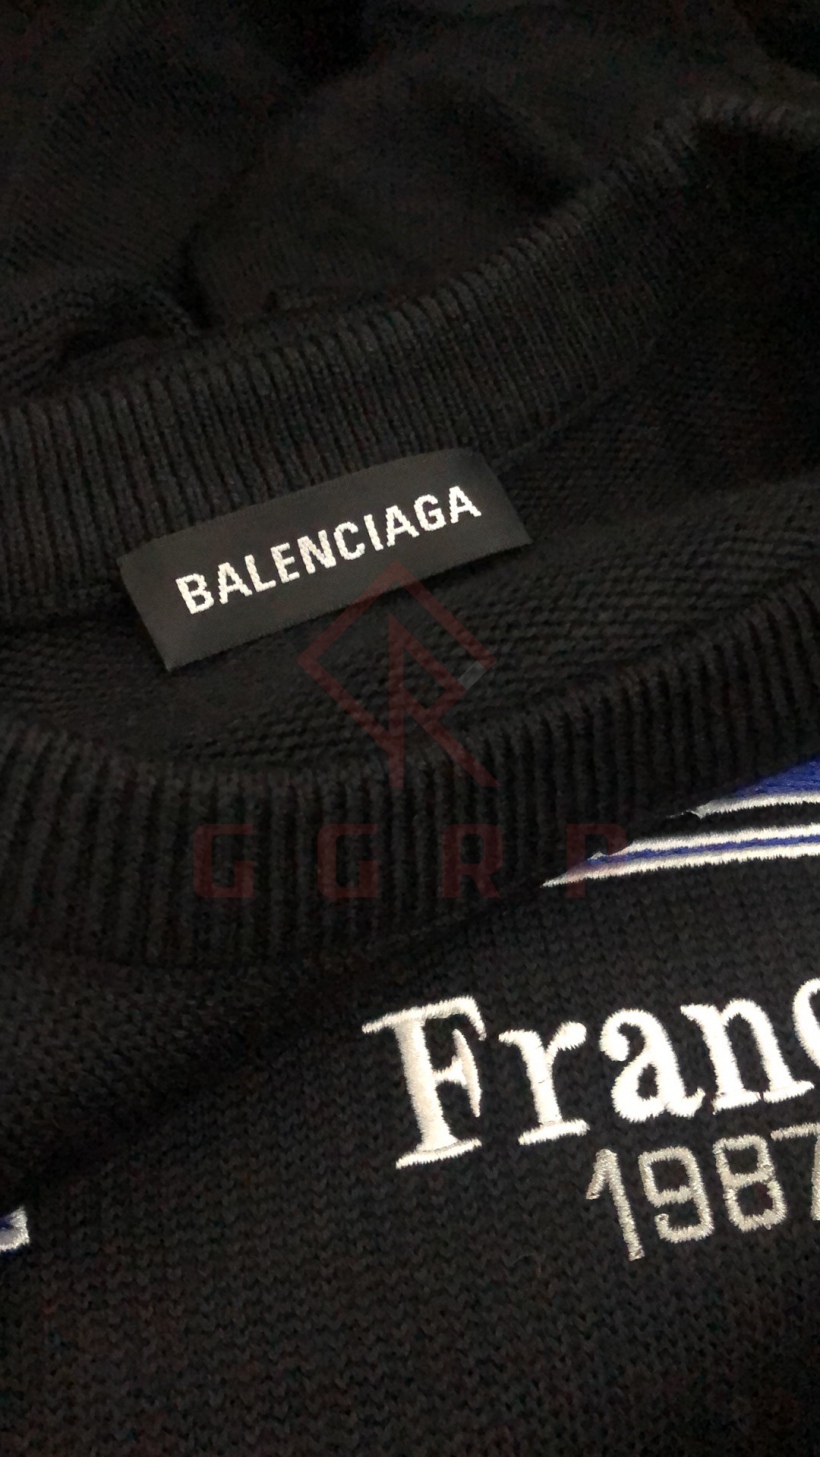 BALENCIAGA
GGRP
Franc
1987